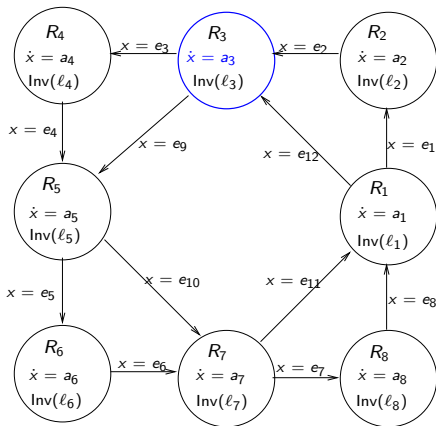 R₄
ẋ = a₄
Inv(ℓ₄)
x = e₃
R₃
ẋ = a₃
Inv(ℓ₃)
x = e₂
R₂
ẋ = a₂
Inv(ℓ₂)
x = e₄
x = e₉
x = e₁₂
x = e₁
R₅
ẋ = a₅
Inv(ℓ₅)
R₁
ẋ = a₁
Inv(ℓ₁)
x = e₅
x = e₁₀
x = e₁₁
x = e₈
R₆
ẋ = a₆
Inv(ℓ₆)
x = e₆
R₇
ẋ = a₇
Inv(ℓ₇)
x = e₇
R₈
ẋ = a₈
Inv(ℓ₈)